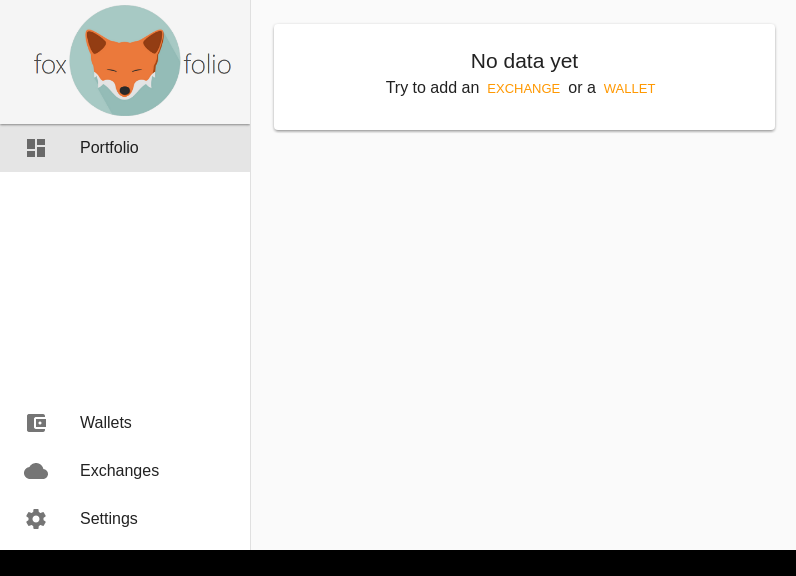 fox folio
Portfolio
Wallets
Exchanges
Settings
No data yet
Try to add an EXCHANGE or a WALLET